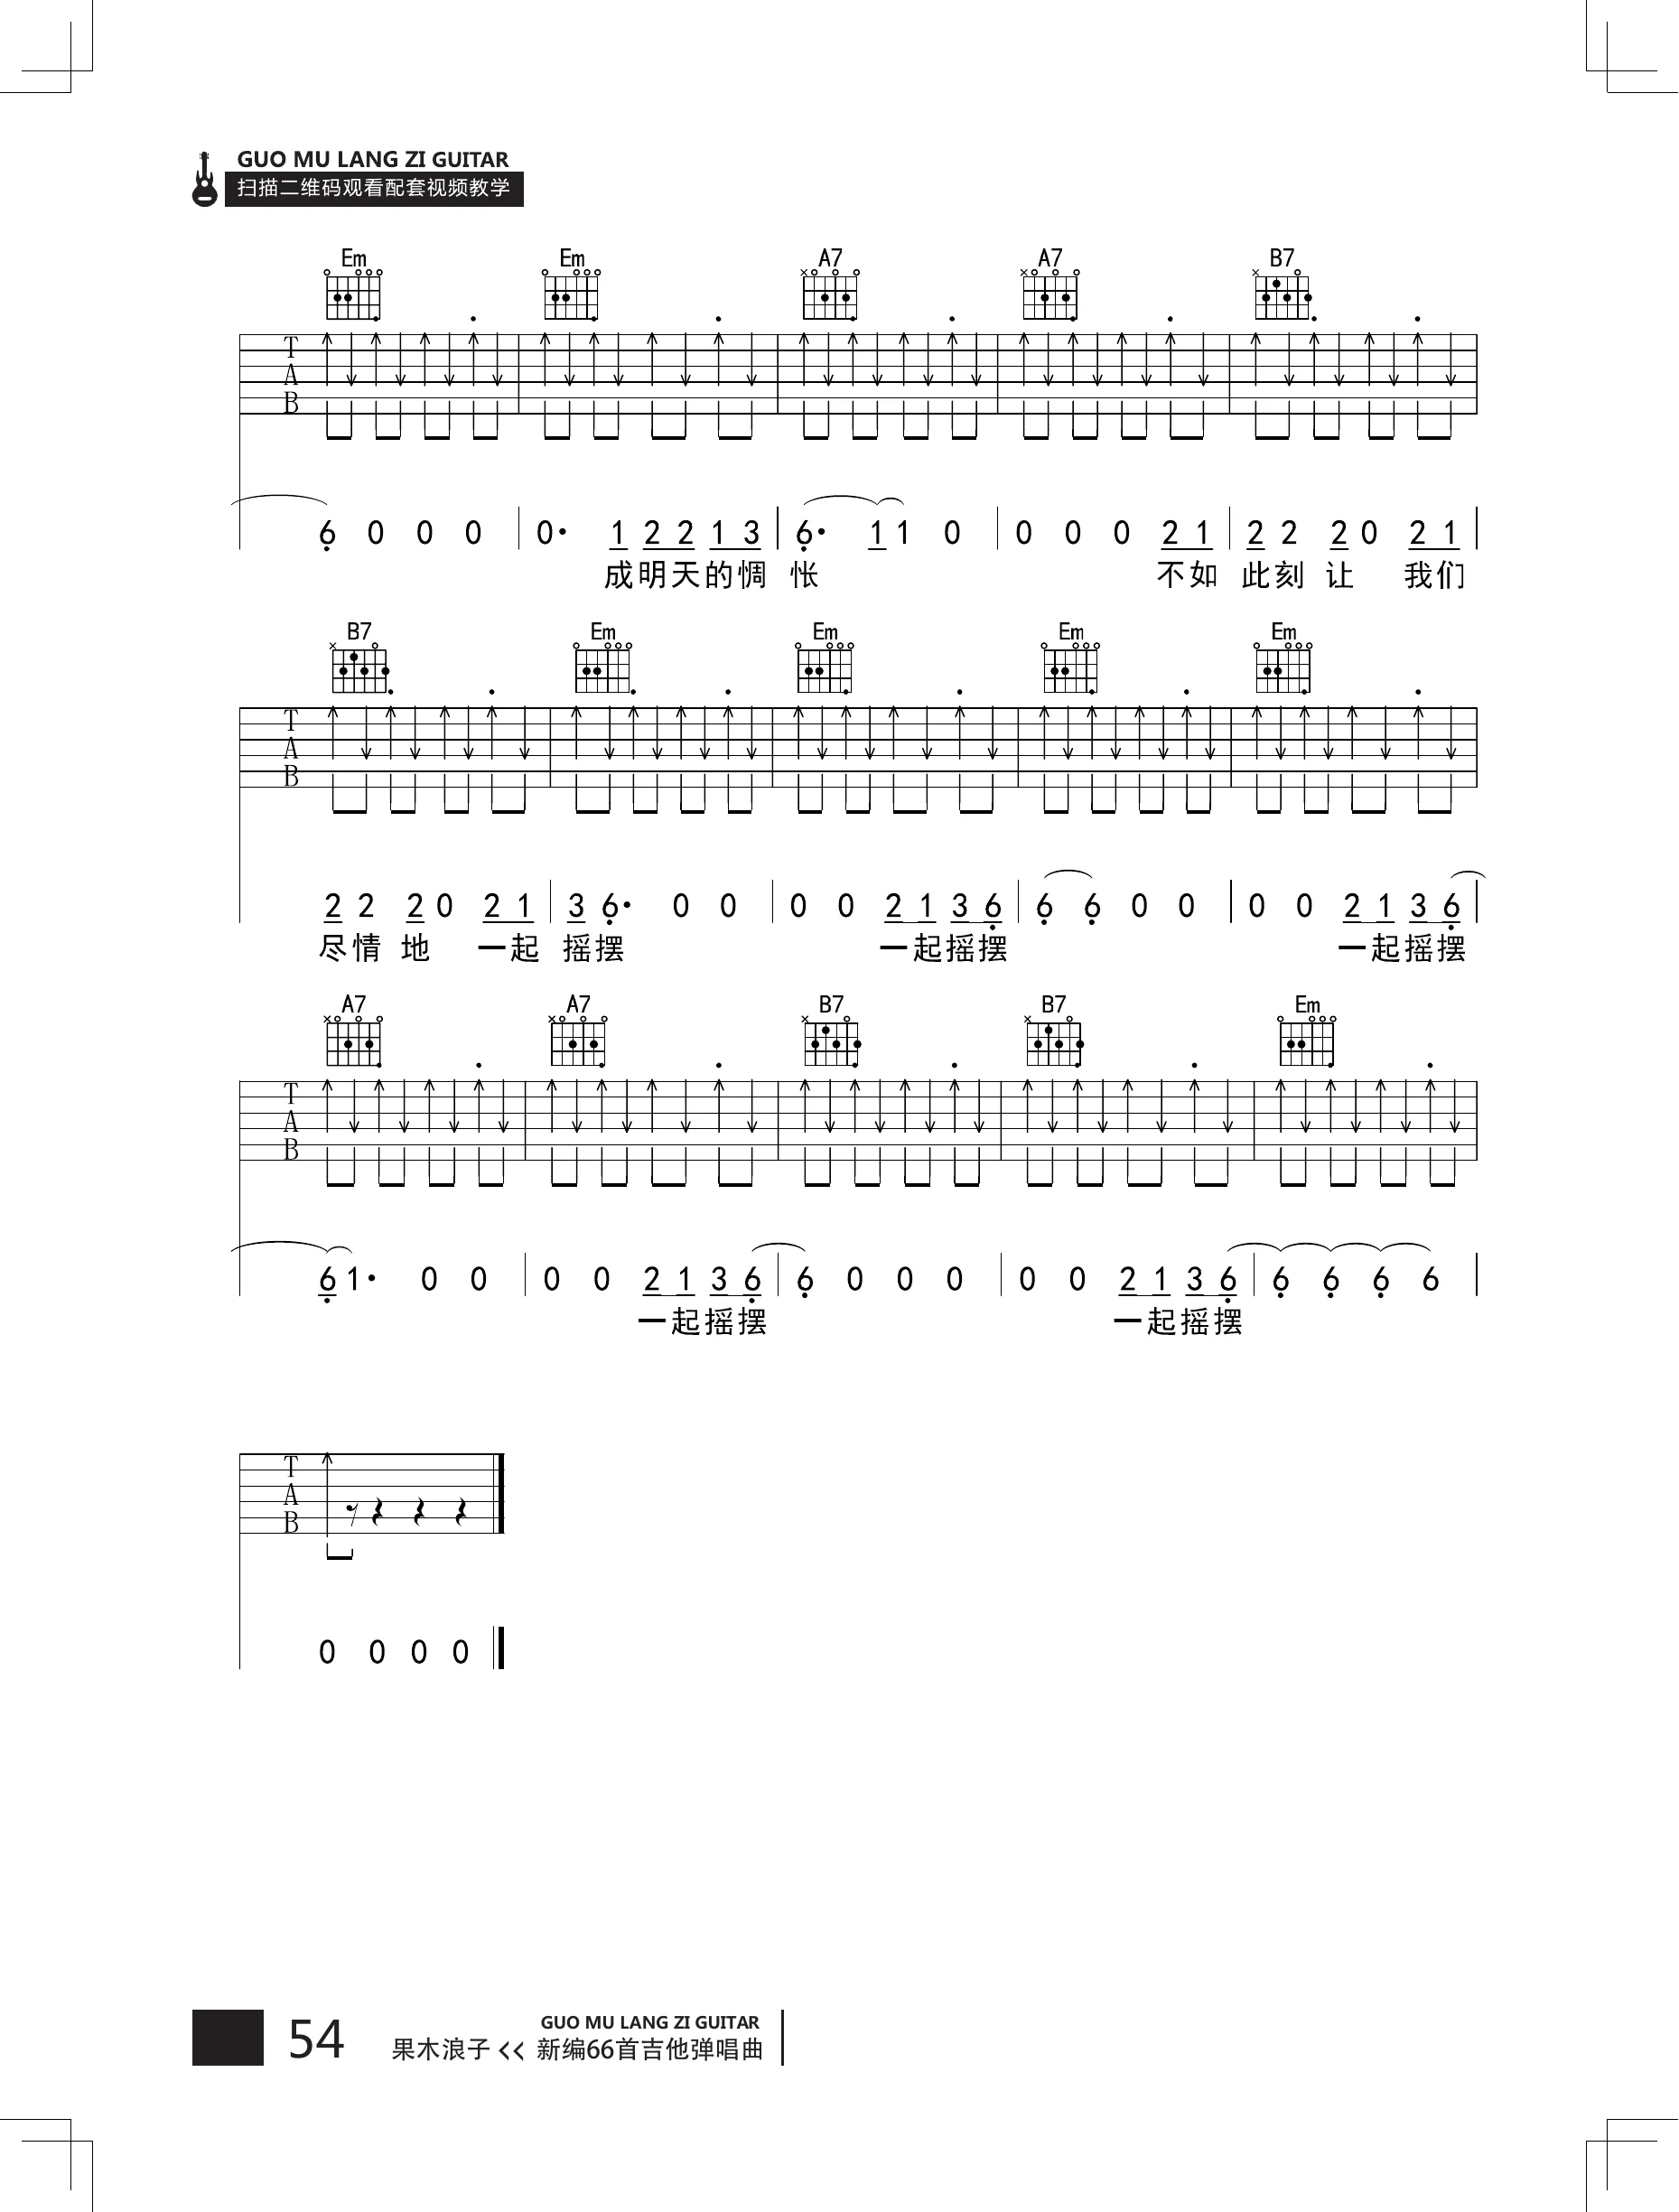 GUO MU LANG ZI GUITAR
扫描二维码观看配套视频教学
Em Em A7 A7 B7
T
A
B
6 0 0 0 0· 1 2 2 1 3 6· 1 1 0 0 0 0 2 1 2 2 2 0 2 1
成明天的惆 怅 不如 此刻 让 我们
B7 Em Em Em Em
T
A
B
2 2 2 0 2 1 3 6· 0 0 0 0 2 1 3 6 6 6 0 0 0 0 2 1 3 6
尽情 地 一起 摇摆 一起摇摆 一起摇摆
A7 A7 B7 B7 Em
T
A
B
6 1· 0 0 0 0 2 1 3 6 6 0 0 0 0 0 2 1 3 6 6 6 6 6
一起摇摆 一起摇摆
T
A
B
0 0 0 0
54
GUO MU LANG ZI GUITAR
果木浪子 << 新编66首吉他弹唱曲